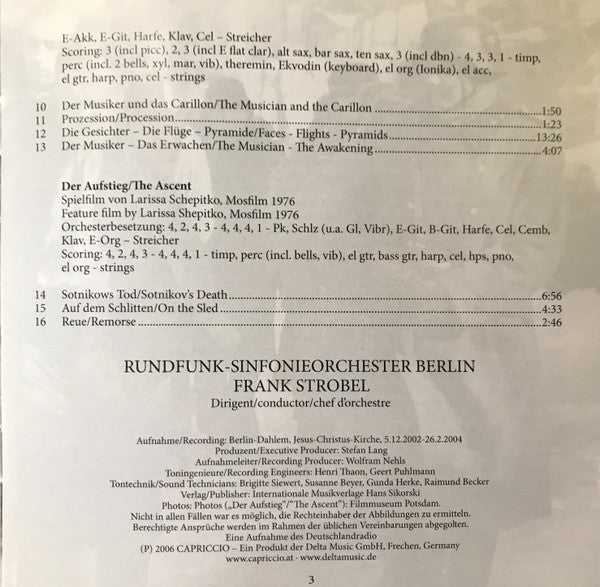 E-Akk, E-Git, Harfe, Klav, Cel – Streicher
Scoring: 3 (incl picc), 2, 3 (incl E flat clar), alt sax, bar sax, ten sax, 3 (incl dbn) - 4, 3, 3, 1 - timp,
perc (incl. 2 bells, xyl, mar, vib), theremin, Ekvodin (keyboard), el org (Ionika), el acc,
el gtr, harp, pno, cel - strings
10 Der Musiker und das Carillon/The Musician and the Carillon 1:50
11 Prozession/Procession 1:23
12 Die Gesichter – Die Flüge – Pyramide/Faces - Flights - Pyramids 13:26
13 Der Musiker – Das Erwachen/The Musician - The Awakening 4:07
Der Aufstieg/The Ascent
Spielfilm von Larissa Schepitko, Mosfilm 1976
Feature film by Larissa Shepitko, Mosfilm 1976
Orchesterbesetzung: 4, 2, 4, 3 - 4, 4, 4, 1 - Pk, Schlz (u.a. Gl, Vibr), E-Git, B-Git, Harfe, Cel, Cemb,
Klav, E-Org – Streicher
Scoring: 4, 2, 4, 3 - 4, 4, 4, 1 - timp, perc (incl. bells, vib), el gtr, bass gtr, harp, cel, hps, pno,
el org - strings
14 Sotnikows Tod/Sotnikov's Death 6:56
15 Auf dem Schlitten/On the Sled 4:33
16 Reue/Remorse 2:46
RUNDFUNK-SINFONIEORCHESTER BERLIN
FRANK STROBEL
Dirigent/conductor/chef d'orchestre
Aufnahme/Recording: Berlin-Dahlem, Jesus-Christus-Kirche, 5.12.2002-26.2.2004
Produzent/Executive Producer: Stefan Lang
Aufnahmeleiter/Recording Producer: Wolfram Nehls
Toningenieure/Recording Engineers: Henri Thaon, Geert Puhlmann
Tontechnik/Sound Technicians: Brigitte Siewert, Susanne Beyer, Gunda Herke, Raimund Becker
Verlag/Publisher: Internationale Musikverlage Hans Sikorski
Photos: Photos („Der Aufstieg"/"The Ascent"): Filmmuseum Potsdam.
Nicht in allen Fällen war es möglich, die Rechteinhaber der Abbildungen zu ermitteln.
Berechtigte Ansprüche werden im Rahmen der üblichen Vereinbarungen abgegolten.
Eine Aufnahme des Deutschlandradio
(P) 2006 CAPRICCIO – Ein Produkt der Delta Music GmbH, Frechen, Germany
www.capriccio.at - www.deltamusic.de
3